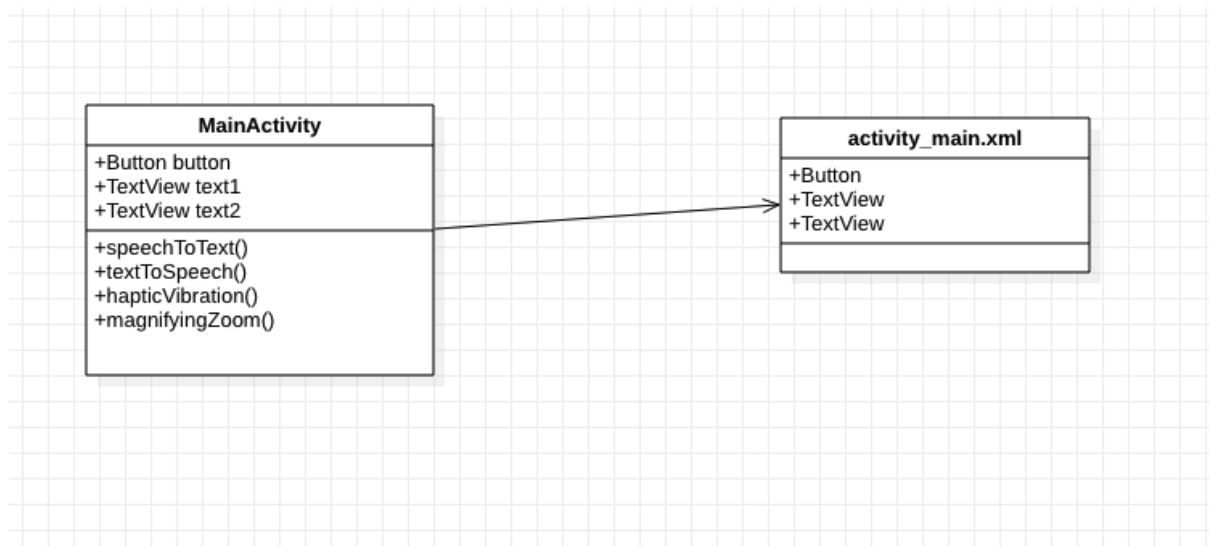 MainActivity
+Button button
+TextView text1
+TextView text2
+speechToText()
+textToSpeech()
+hapticVibration()
+magnifyingZoom()
activity_main.xml
+Button
+TextView
+TextView